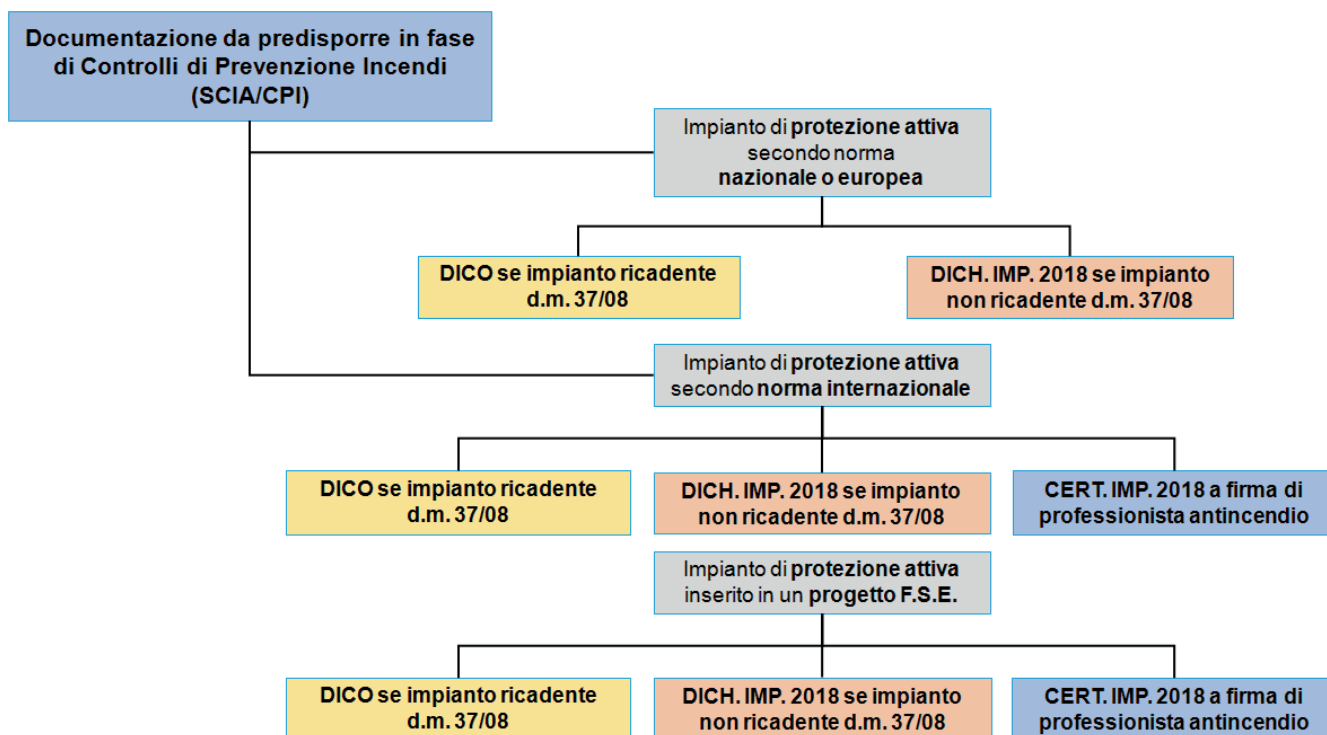 Documentazione da predisporre in fase
di Controlli di Prevenzione Incendi
(SCIA/CPI)
Impianto di protezione attiva
secondo norma
nazionale o europea
DICO se impianto ricadente
d.m. 37/08
DICH. IMP. 2018 se impianto
non ricadente d.m. 37/08
Impianto di protezione attiva
secondo norma internazionale
DICO se impianto ricadente
d.m. 37/08
DICH. IMP. 2018 se impianto
non ricadente d.m. 37/08
CERT. IMP. 2018 a firma di
professionista antincendio
Impianto di protezione attiva
inserito in un progetto F.S.E.
DICO se impianto ricadente
d.m. 37/08
DICH. IMP. 2018 se impianto
non ricadente d.m. 37/08
CERT. IMP. 2018 a firma di
professionista antincendio